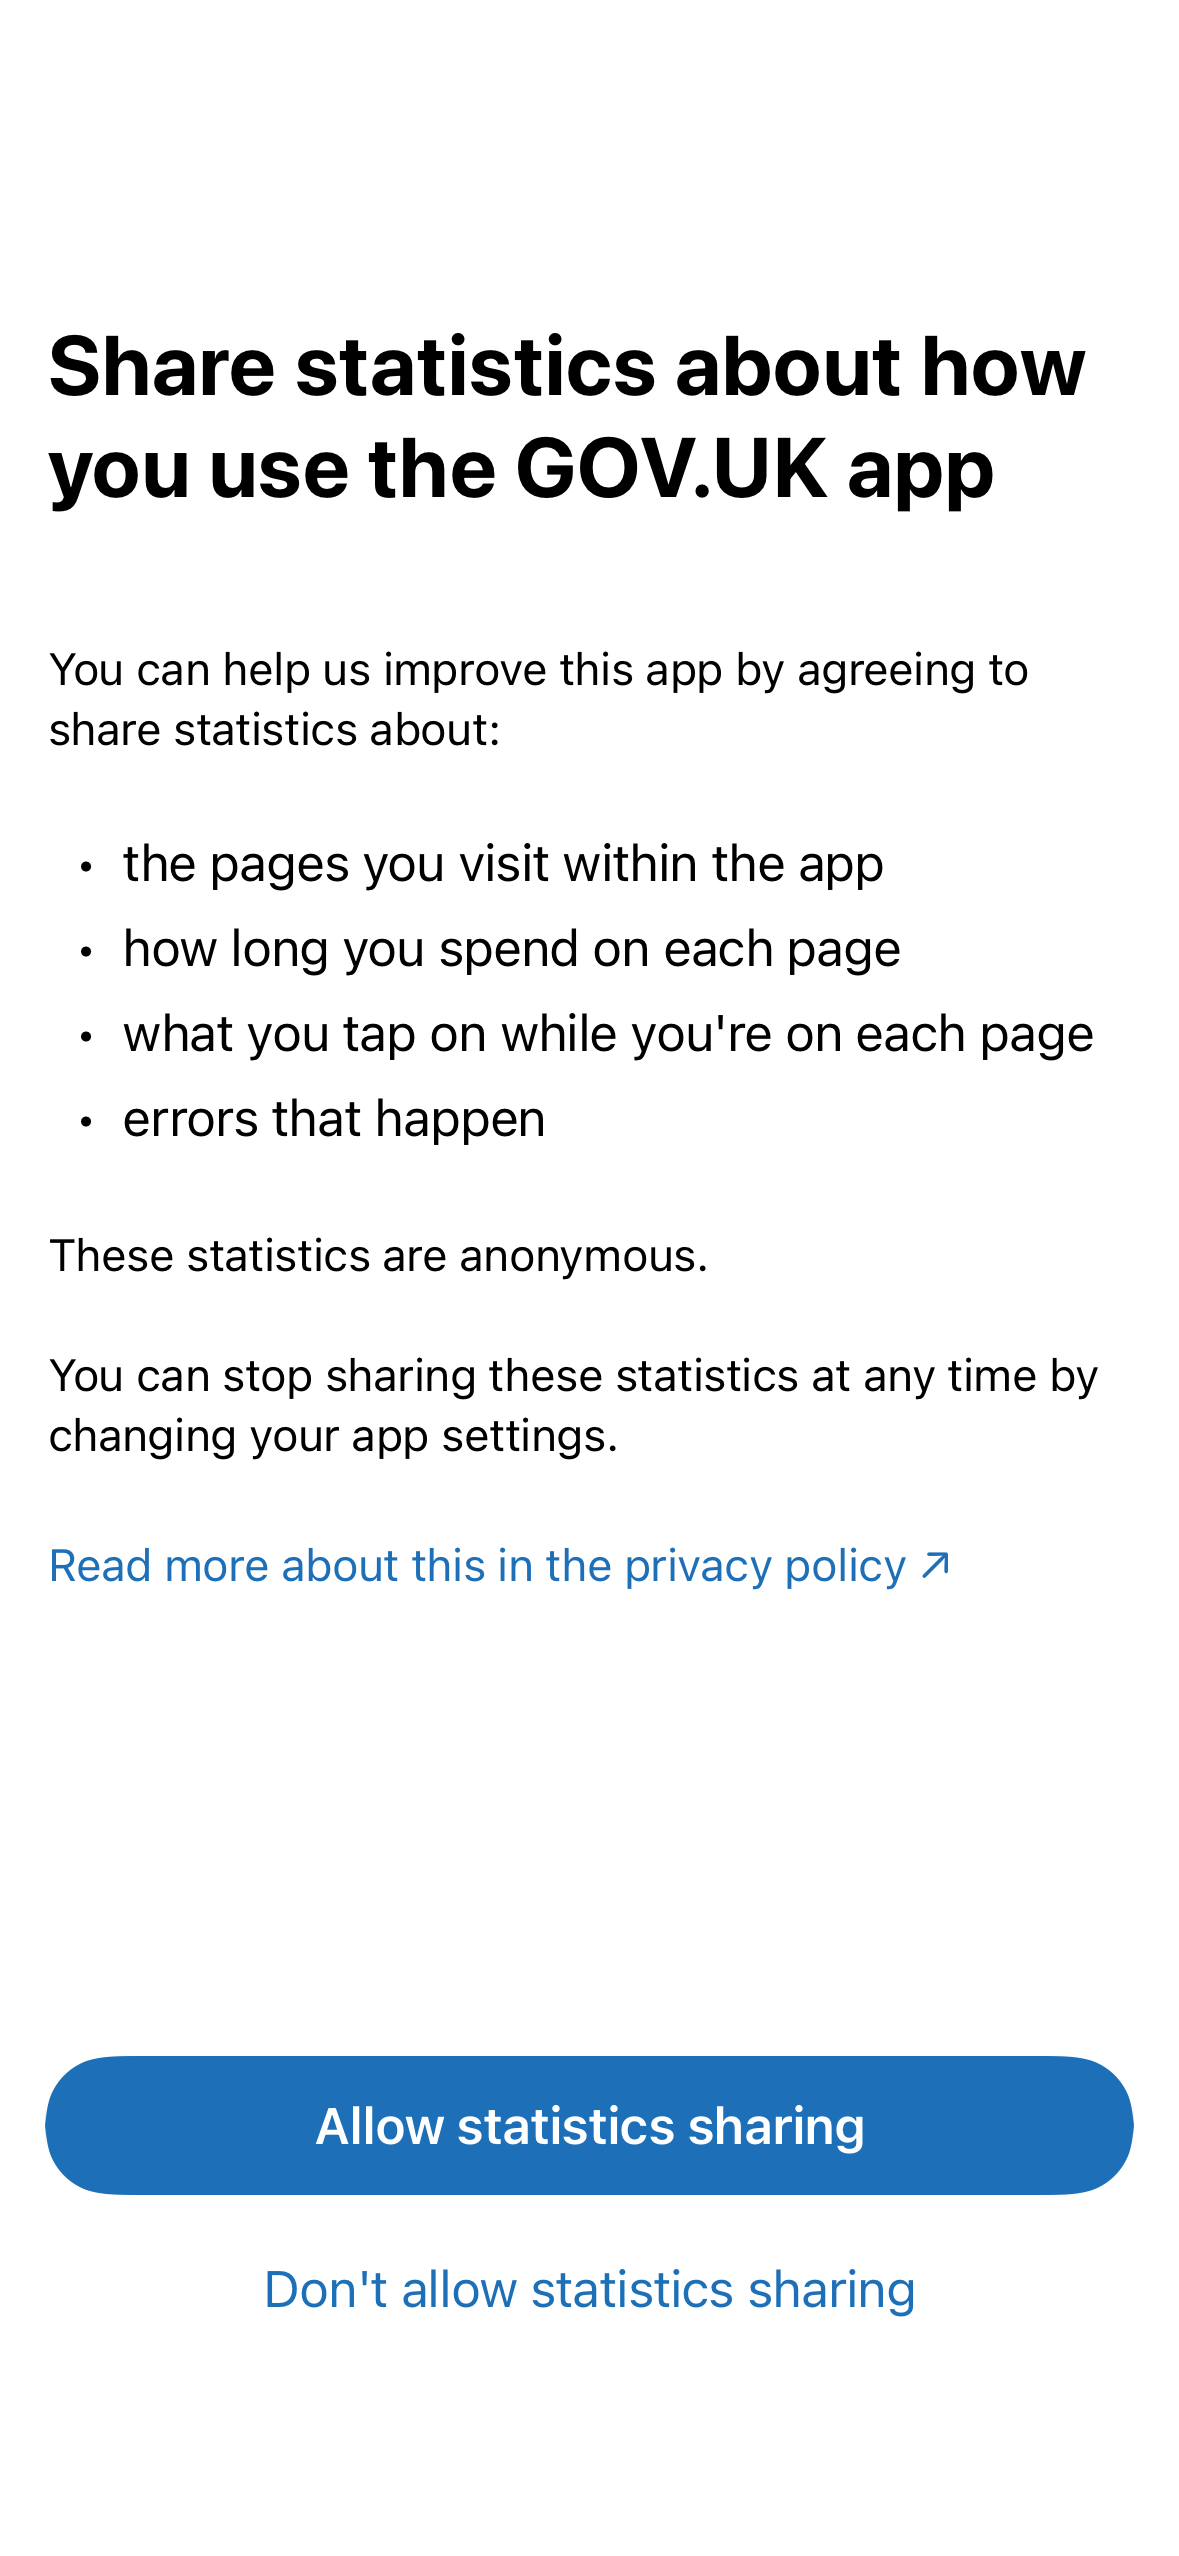 Share statistics about how
you use the GOV.UK app
You can help us improve this app by agreeing to
share statistics about:
• the pages you visit within the app
• how long you spend on each page
• what you tap on while you're on each page
• errors that happen
These statistics are anonymous.
You can stop sharing these statistics at any time by
changing your app settings.
Read more about this in the privacy policy ↗
Allow statistics sharing
Don't allow statistics sharing